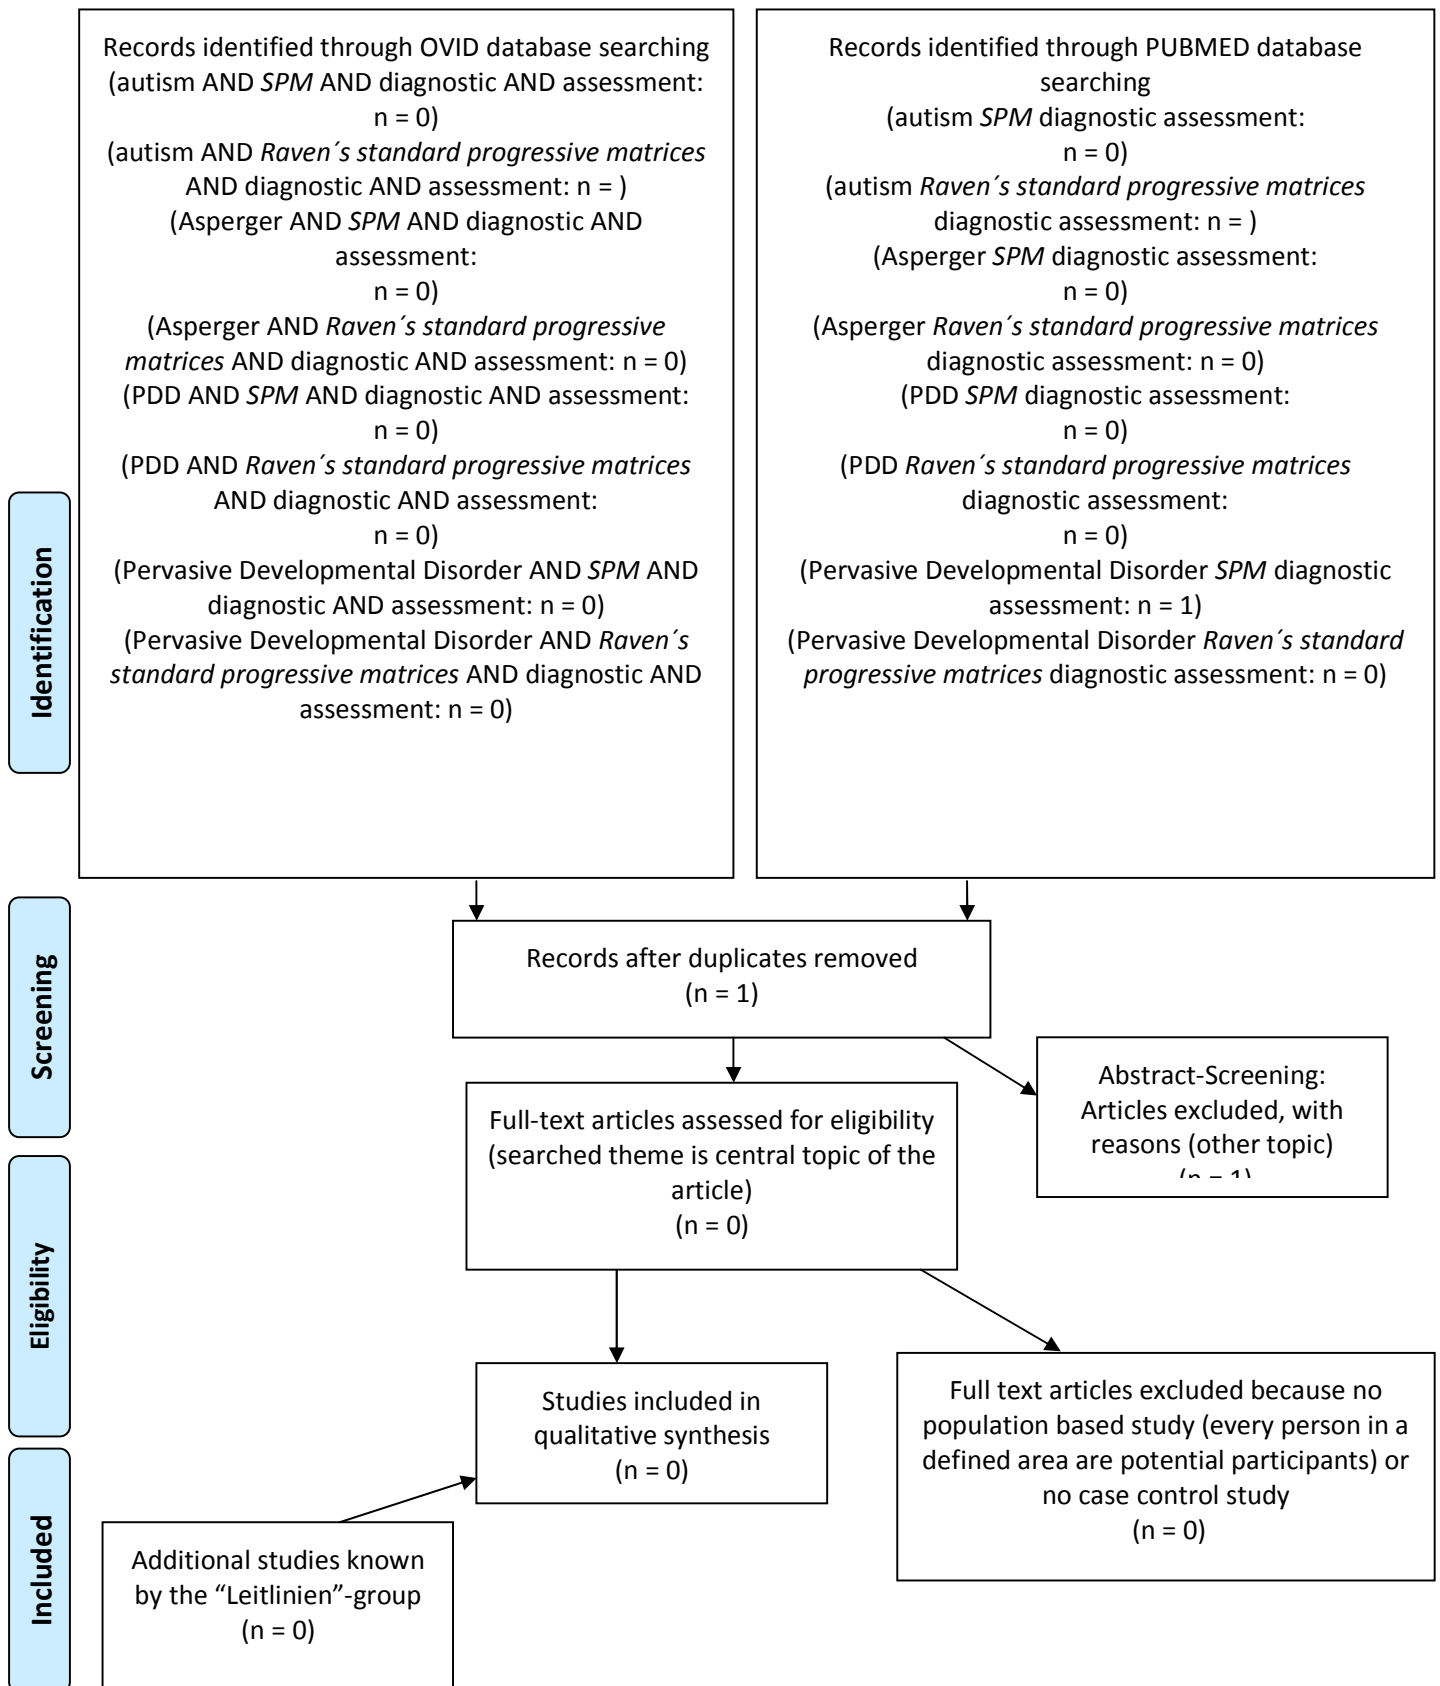 Records identified through OVID database searching
(autism AND SPM AND diagnostic AND assessment:
n = 0)
(autism AND Raven´s standard progressive matrices
AND diagnostic AND assessment: n = )
(Asperger AND SPM AND diagnostic AND
assessment:
n = 0)
(Asperger AND Raven´s standard progressive
matrices AND diagnostic AND assessment: n = 0)
(PDD AND SPM AND diagnostic AND assessment:
n = 0)
(PDD AND Raven´s standard progressive matrices
AND diagnostic AND assessment:
n = 0)
(Pervasive Developmental Disorder AND SPM AND
diagnostic AND assessment: n = 0)
(Pervasive Developmental Disorder AND Raven´s
standard progressive matrices AND diagnostic AND
assessment: n = 0)
Records identified through PUBMED database
searching
(autism SPM diagnostic assessment:
n = 0)
(autism Raven´s standard progressive matrices
diagnostic assessment: n = )
(Asperger SPM diagnostic assessment:
n = 0)
(Asperger Raven´s standard progressive matrices
diagnostic assessment: n = 0)
(PDD SPM diagnostic assessment:
n = 0)
(PDD Raven´s standard progressive matrices
diagnostic assessment:
n = 0)
(Pervasive Developmental Disorder SPM diagnostic
assessment: n = 1)
(Pervasive Developmental Disorder Raven´s standard
progressive matrices diagnostic assessment: n = 0)
Identification
Screening
Records after duplicates removed
(n = 1)
Abstract-Screening:
Articles excluded, with
reasons (other topic)
(n = 1)
Full-text articles assessed for eligibility
(searched theme is central topic of the
article)
(n = 0)
Eligibility
Studies included in
qualitative synthesis
(n = 0)
Full text articles excluded because no
population based study (every person in a
defined area are potential participants) or
no case control study
(n = 0)
Included
Additional studies known
by the “Leitlinien”-group
(n = 0)